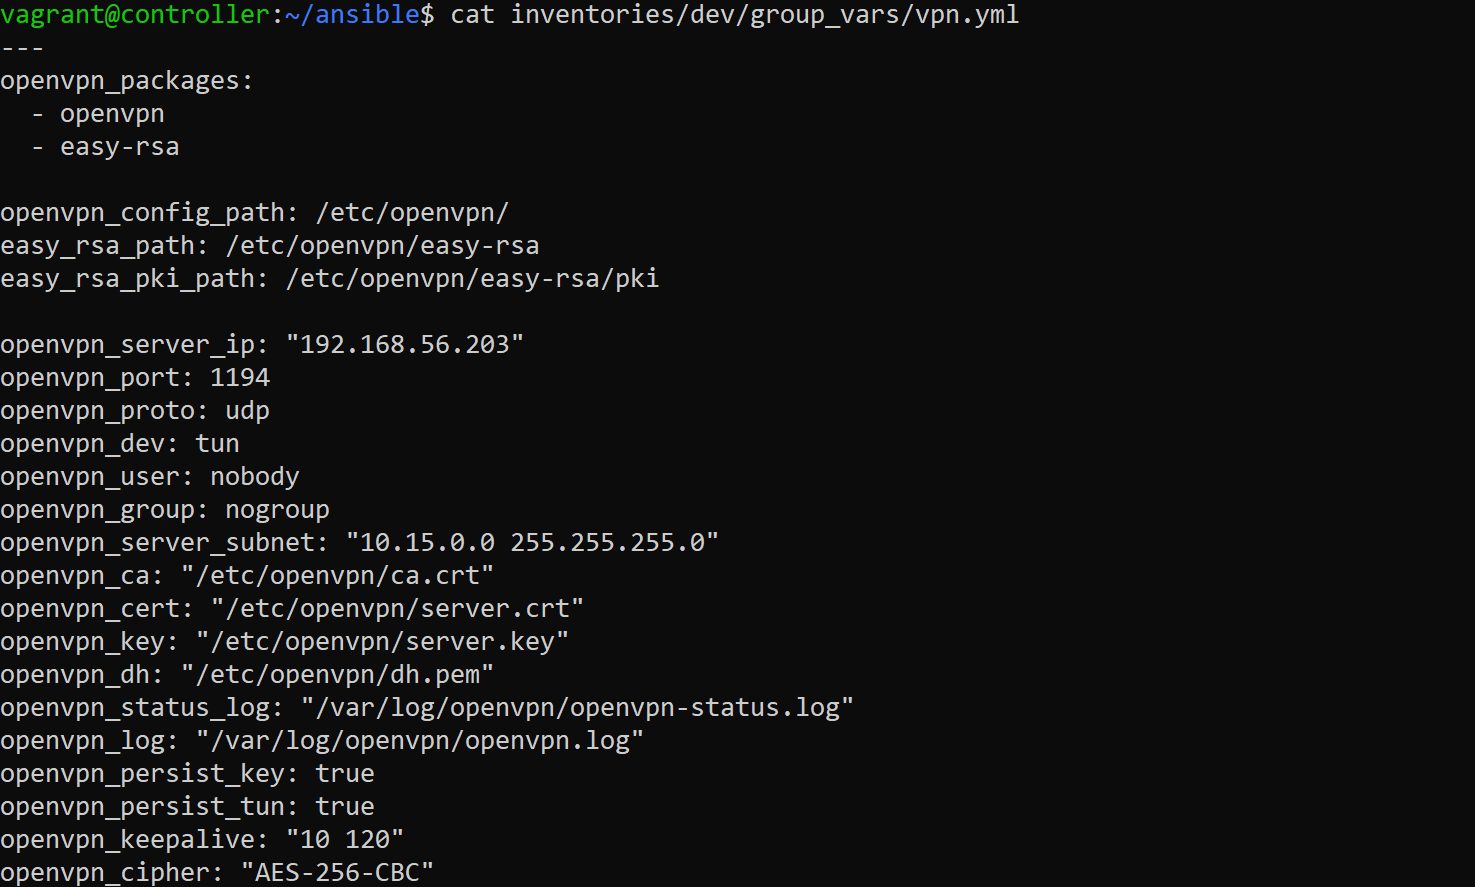 vagrant@controller:~/ansible$ cat inventories/dev/group_vars/vpn.yml
---
openvpn_packages:
  - openvpn
  - easy-rsa

openvpn_config_path: /etc/openvpn/
easy_rsa_path: /etc/openvpn/easy-rsa
easy_rsa_pki_path: /etc/openvpn/easy-rsa/pki

openvpn_server_ip: "192.168.56.203"
openvpn_port: 1194
openvpn_proto: udp
openvpn_dev: tun
openvpn_user: nobody
openvpn_group: nogroup
openvpn_server_subnet: "10.15.0.0 255.255.255.0"
openvpn_ca: "/etc/openvpn/ca.crt"
openvpn_cert: "/etc/openvpn/server.crt"
openvpn_key: "/etc/openvpn/server.key"
openvpn_dh: "/etc/openvpn/dh.pem"
openvpn_status_log: "/var/log/openvpn/openvpn-status.log"
openvpn_log: "/var/log/openvpn/openvpn.log"
openvpn_persist_key: true
openvpn_persist_tun: true
openvpn_keepalive: "10 120"
openvpn_cipher: "AES-256-CBC"